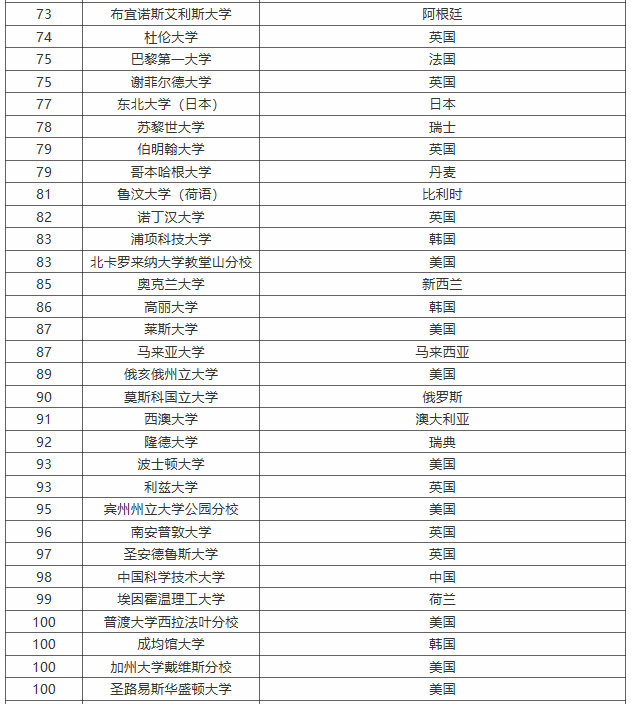 73 布宜诺斯艾利斯大学 阿根廷
74 杜伦大学 英国
75 巴黎第一大学 法国
75 谢菲尔德大学 英国
77 东北大学（日本） 日本
78 苏黎世大学 瑞士
79 伯明翰大学 英国
79 哥本哈根大学 丹麦
81 鲁汶大学（荷语） 比利时
82 诺丁汉大学 英国
83 浦项科技大学 韩国
83 北卡罗来纳大学教堂山分校 美国
85 奥克兰大学 新西兰
86 高丽大学 韩国
87 莱斯大学 美国
87 马来亚大学 马来西亚
89 俄亥俄州立大学 美国
90 莫斯科国立大学 俄罗斯
91 西澳大学 澳大利亚
92 隆德大学 瑞典
93 波士顿大学 美国
93 利兹大学 英国
95 宾州州立大学公园分校 美国
96 南安普敦大学 英国
97 圣安德鲁斯大学 英国
98 中国科学技术大学 中国
99 埃因霍温理工大学 荷兰
100 普渡大学西拉法叶分校 美国
100 成均馆大学 韩国
100 加州大学戴维斯分校 美国
100 圣路易斯华盛顿大学 美国